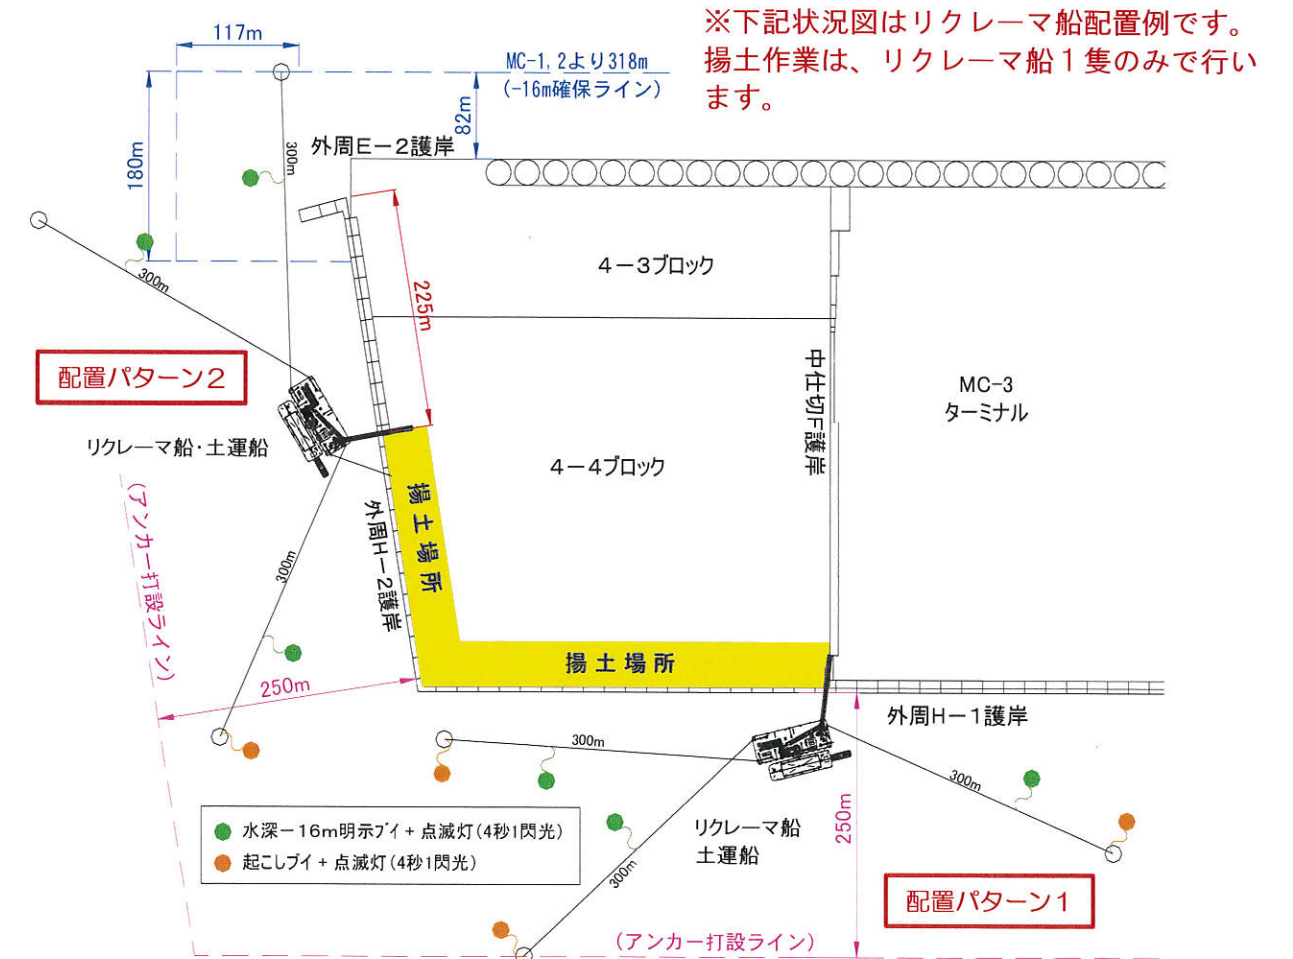 ※下記状況図はリクレーマ船配置例です。
揚土作業は、リクレーマ船１隻のみで行い
ます。
117m
MC-1, 2より318m
(-16m確保ライン)
82m
180m
300m
外周Ｅ－２護岸
300m
225m
４－３ブロック
配置パターン２
中仕切Ｆ護岸
MC-3
ターミナル
リクレーマ船・土運船
４－４ブロック
(アンカー打設ライン)
揚土場所
外周Ｈ－２護岸
300m
揚土場所
250m
外周Ｈ－１護岸
300m
300m
250m
水深－１６ｍ明示ブイ + 点滅灯(4秒1閃光)
起こしブイ + 点滅灯(4秒1閃光)
リクレーマ船
土運船
300m
配置パターン１
(アンカー打設ライン)